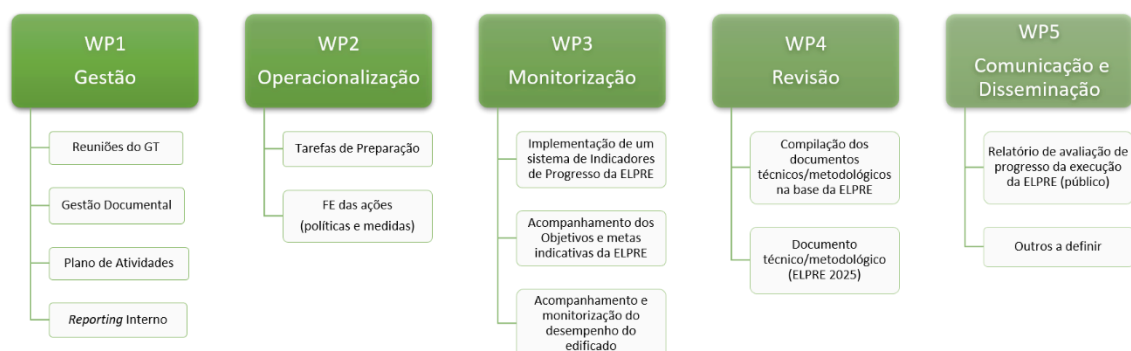 WP1
Gestão
Reuniões do GT
Gestão Documental
Plano de Atividades
Reporting Interno
WP2
Operacionalização
Tarefas de Preparação
FE das ações
(políticas e medidas)
WP3
Monitorização
Implementação de um
sistema de Indicadores
de Progresso da ELPRE
Acompanhamento dos
Objetivos e metas
indicativas da ELPRE
Acompanhamento e
monitorização do
desempenho do
edificado
WP4
Revisão
Compilação dos
documentos
técnicos/metodológicos
na base da ELPRE
Documento
técnico/metodológico
(ELPRE 2025)
WP5
Comunicação e
Disseminação
Relatório de avaliação de
progresso da execução
da ELPRE (público)
Outros a definir